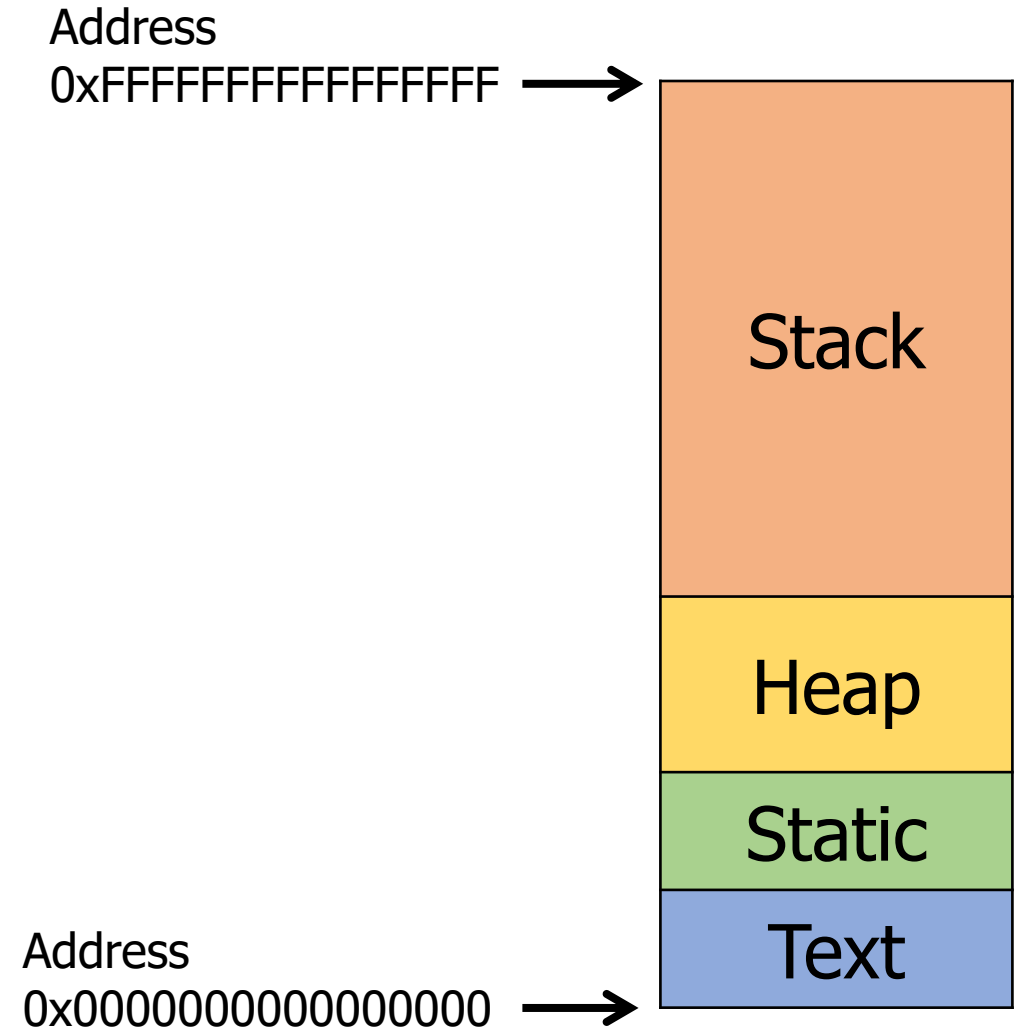 Address
0xFFFFFFFFFFFFFFFF
Stack
Heap
Static
Text
Address
0x0000000000000000